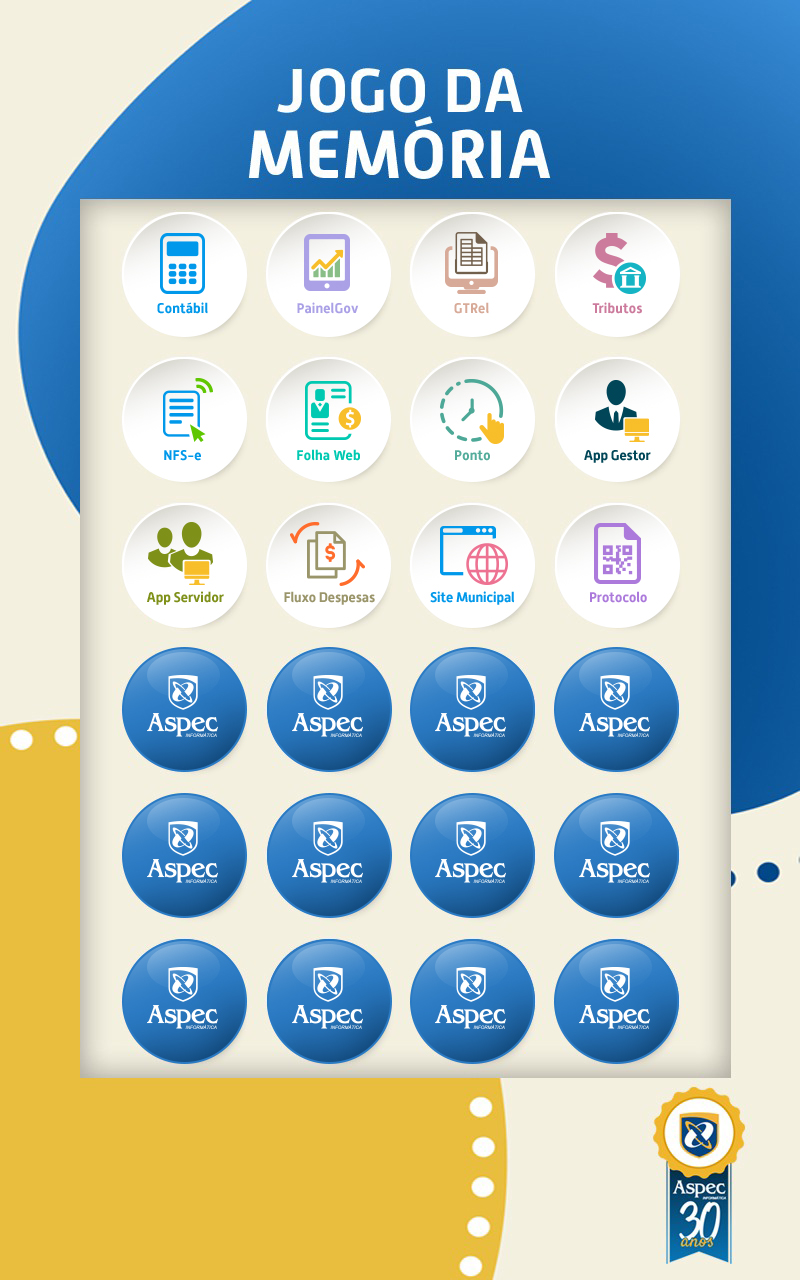 JOGO DA
MEMÓRIA
Contábil
PainelGov
GTRel
Tributos
NFS-e
Folha Web
Ponto
App Gestor
App Servidor
Fluxo Despesas
Site Municipal
Protocolo
Aspec
INFORMÁTICA
Aspec
INFORMÁTICA
Aspec
INFORMÁTICA
Aspec
INFORMÁTICA
Aspec
INFORMÁTICA
Aspec
INFORMÁTICA
Aspec
INFORMÁTICA
Aspec
INFORMÁTICA
Aspec
INFORMÁTICA
Aspec
INFORMÁTICA
Aspec
INFORMÁTICA
Aspec
INFORMÁTICA
Aspec
INFORMÁTICA
30
anos